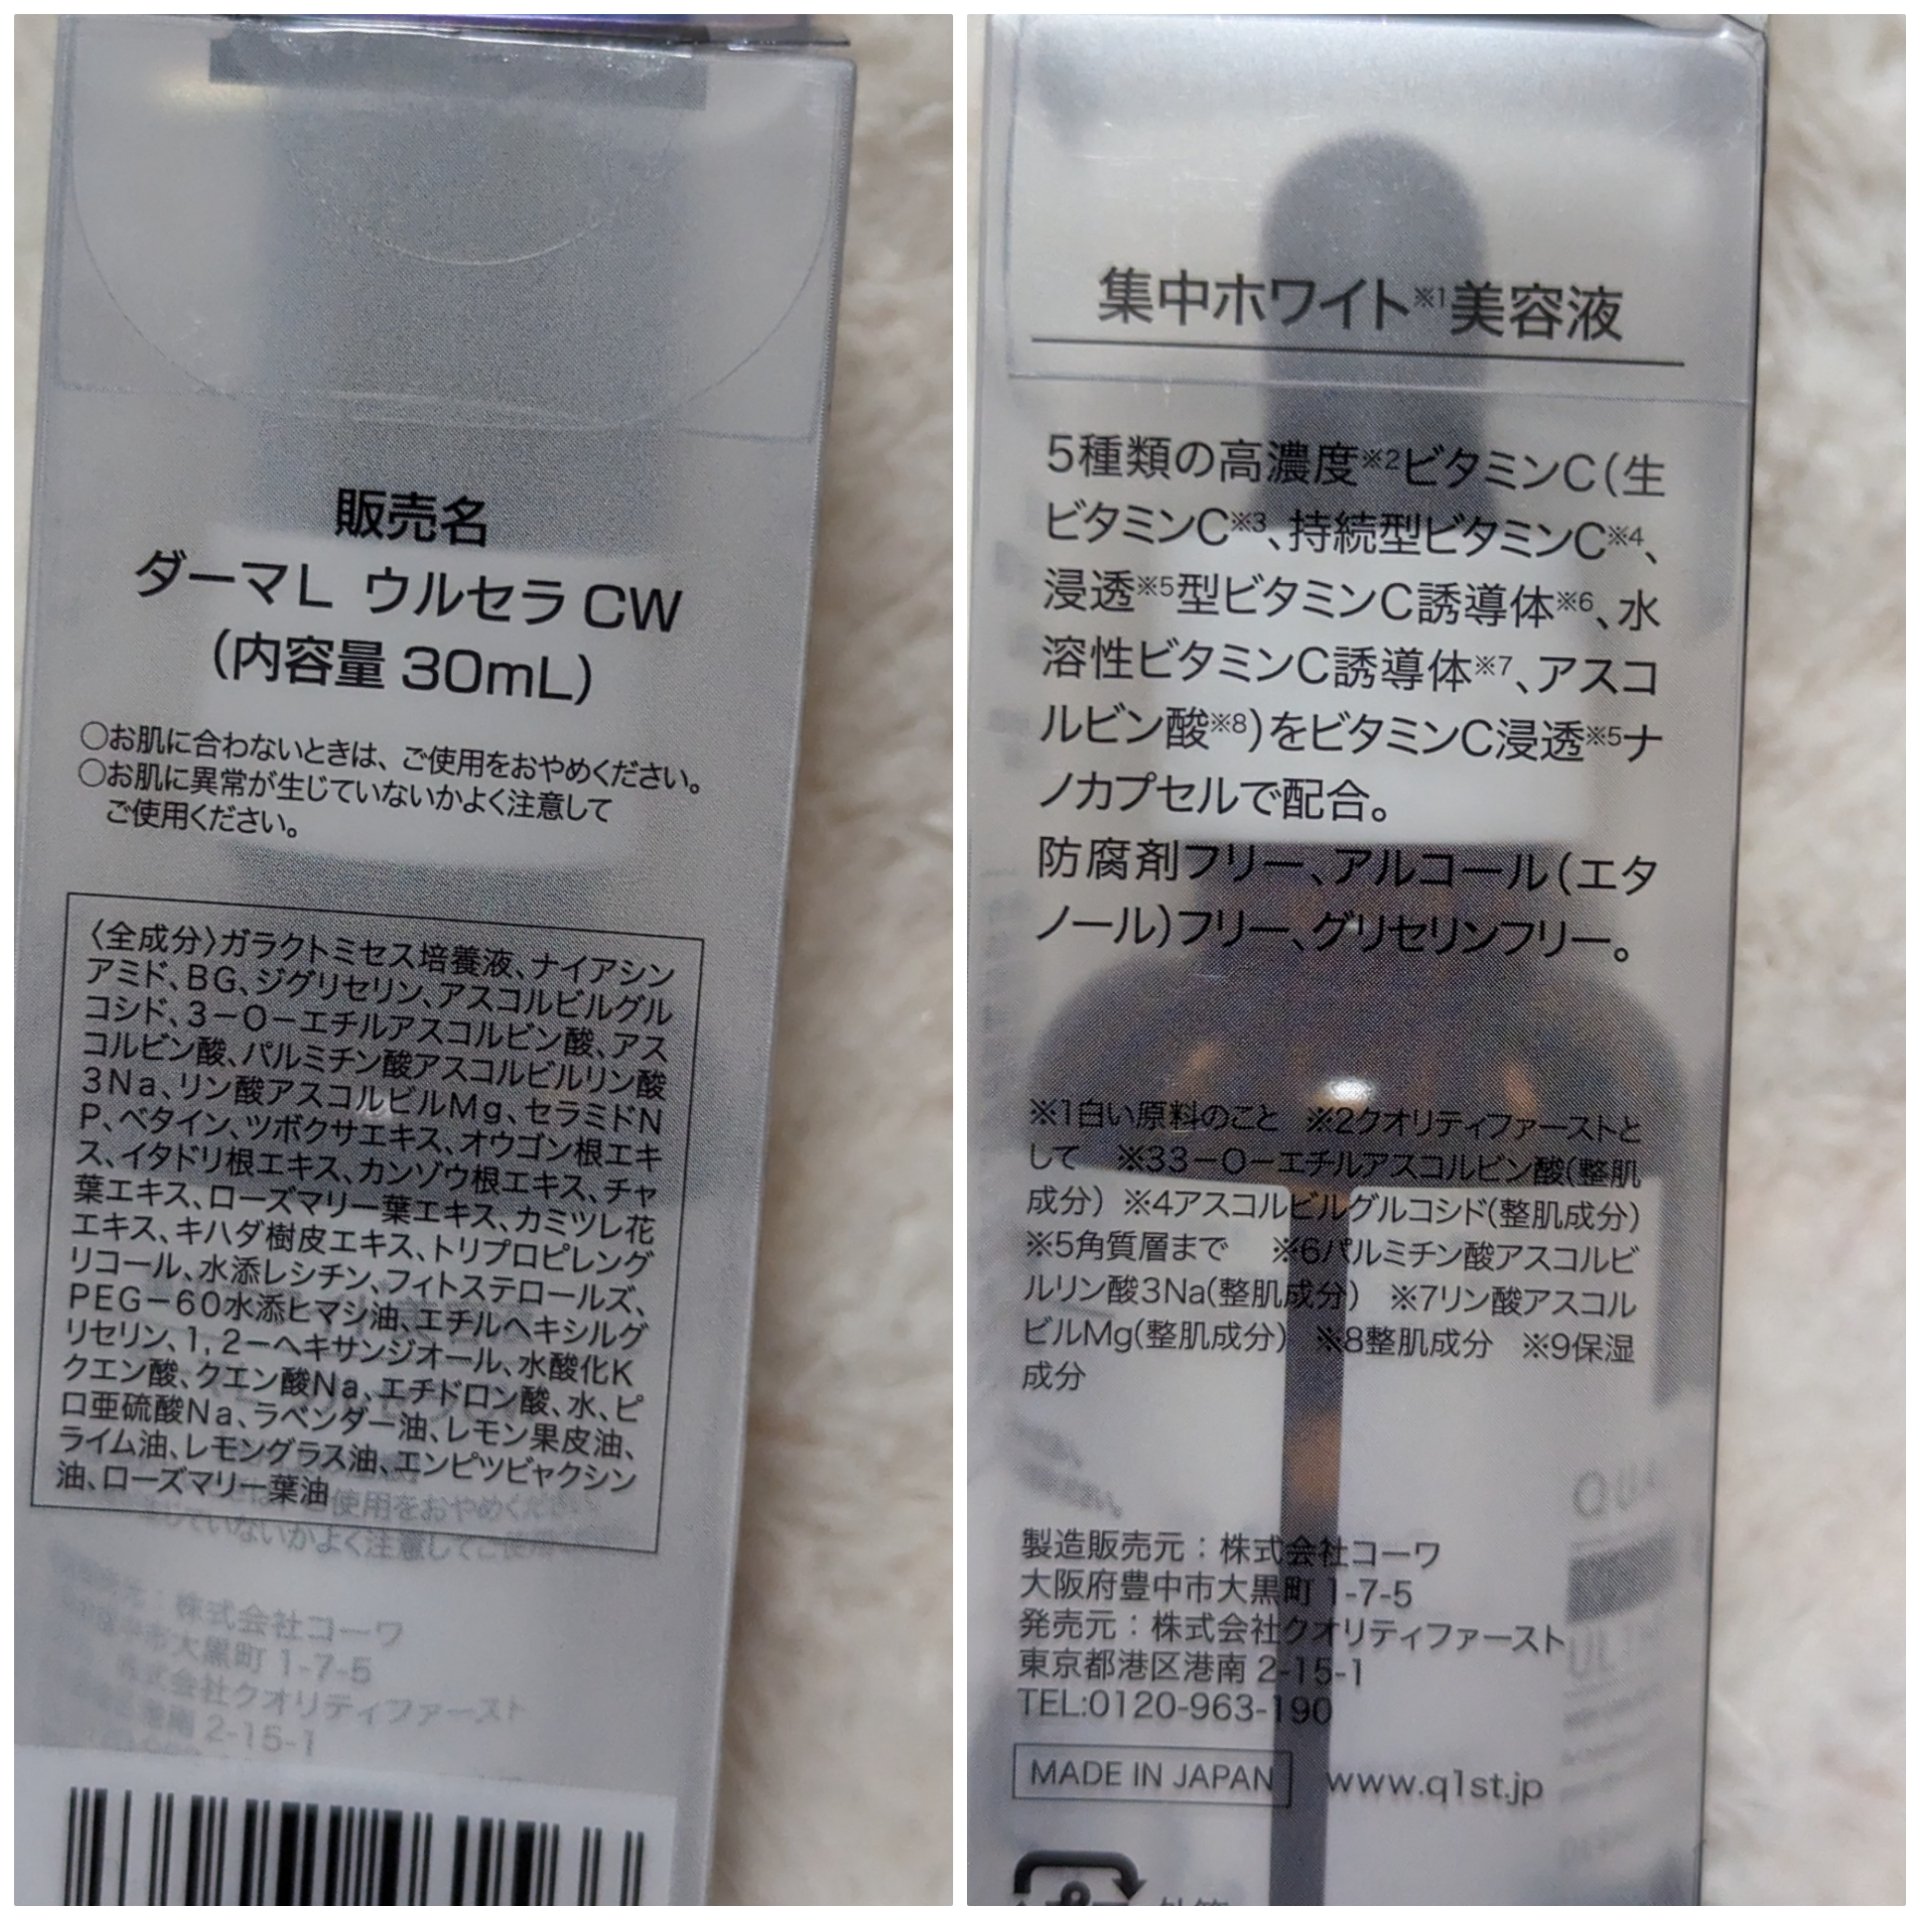 販売名
ダーマL ウルセラ CW
(内容量 30mL)
○お肌に合わないときは、ご使用をおやめください。
○お肌に異常が生じていないかよく注意して
ご使用ください。
〈全成分〉ガラクトミセス培養液、ナイアシン
アミド、BG、ジグリセリン、アスコルビルグル
コシド、3－O－エチルアスコルビン酸、アス
コルビン酸、パルミチン酸アスコルビルリン酸
3Na、リン酸アスコルビルMg、セラミドN
P、ベタイン、ツボクサエキス、オウゴン根エキ
ス、イタドリ根エキス、カンゾウ根エキス、チャ
葉エキス、ローズマリー葉エキス、カミツレ花
エキス、キハダ樹皮エキス、トリプロピレング
リコール、水添レシチン、フィトステロールズ、
PEG－60水添ヒマシ油、エチルヘキシルグ
リセリン、1,2－ヘキサンジオール、水酸化K
クエン酸、クエン酸Na、エチドロン酸、水、ピ
ロ亜硫酸Na、ラベンダー油、レモン果皮油、
ライム油、レモングラス油、エンピツビャクシン
油、ローズマリー葉油
ご使用をおやめくださ
じていないかよく注意してご使用
元：株式会社コーワ
中市大黒町 1-7-5
株式会社クオリティファースト
港南 2-15-1
集中ホワイト※1美容液
5種類の高濃度※2ビタミンC(生
ビタミンC※3、持続型ビタミンC※4、
浸透※5型ビタミンC誘導体※6、水
溶性ビタミンC誘導体※7、アスコ
ルビン酸※8)をビタミンC浸透※5ナ
ノカプセルで配合。
防腐剤フリー、アルコール(エタ
ノール)フリー、グリセリンフリー。
※1白い原料のこと ※2クオリティファーストと
して ※33－O－エチルアスコルビン酸(整肌
成分) ※4アスコルビルグルコシド(整肌成分)
※5角質層まで ※6パルミチン酸アスコルビ
ルリン酸3Na(整肌成分) ※7リン酸アスコル
ビルMg(整肌成分) ※8整肌成分 ※9保湿
成分
製造販売元：株式会社コーワ
大阪府豊中市大黒町 1-7-5
発売元：株式会社クオリティファースト
東京都港区港南 2-15-1
TEL:0120-963-190
MADE IN JAPAN www.q1st.jp